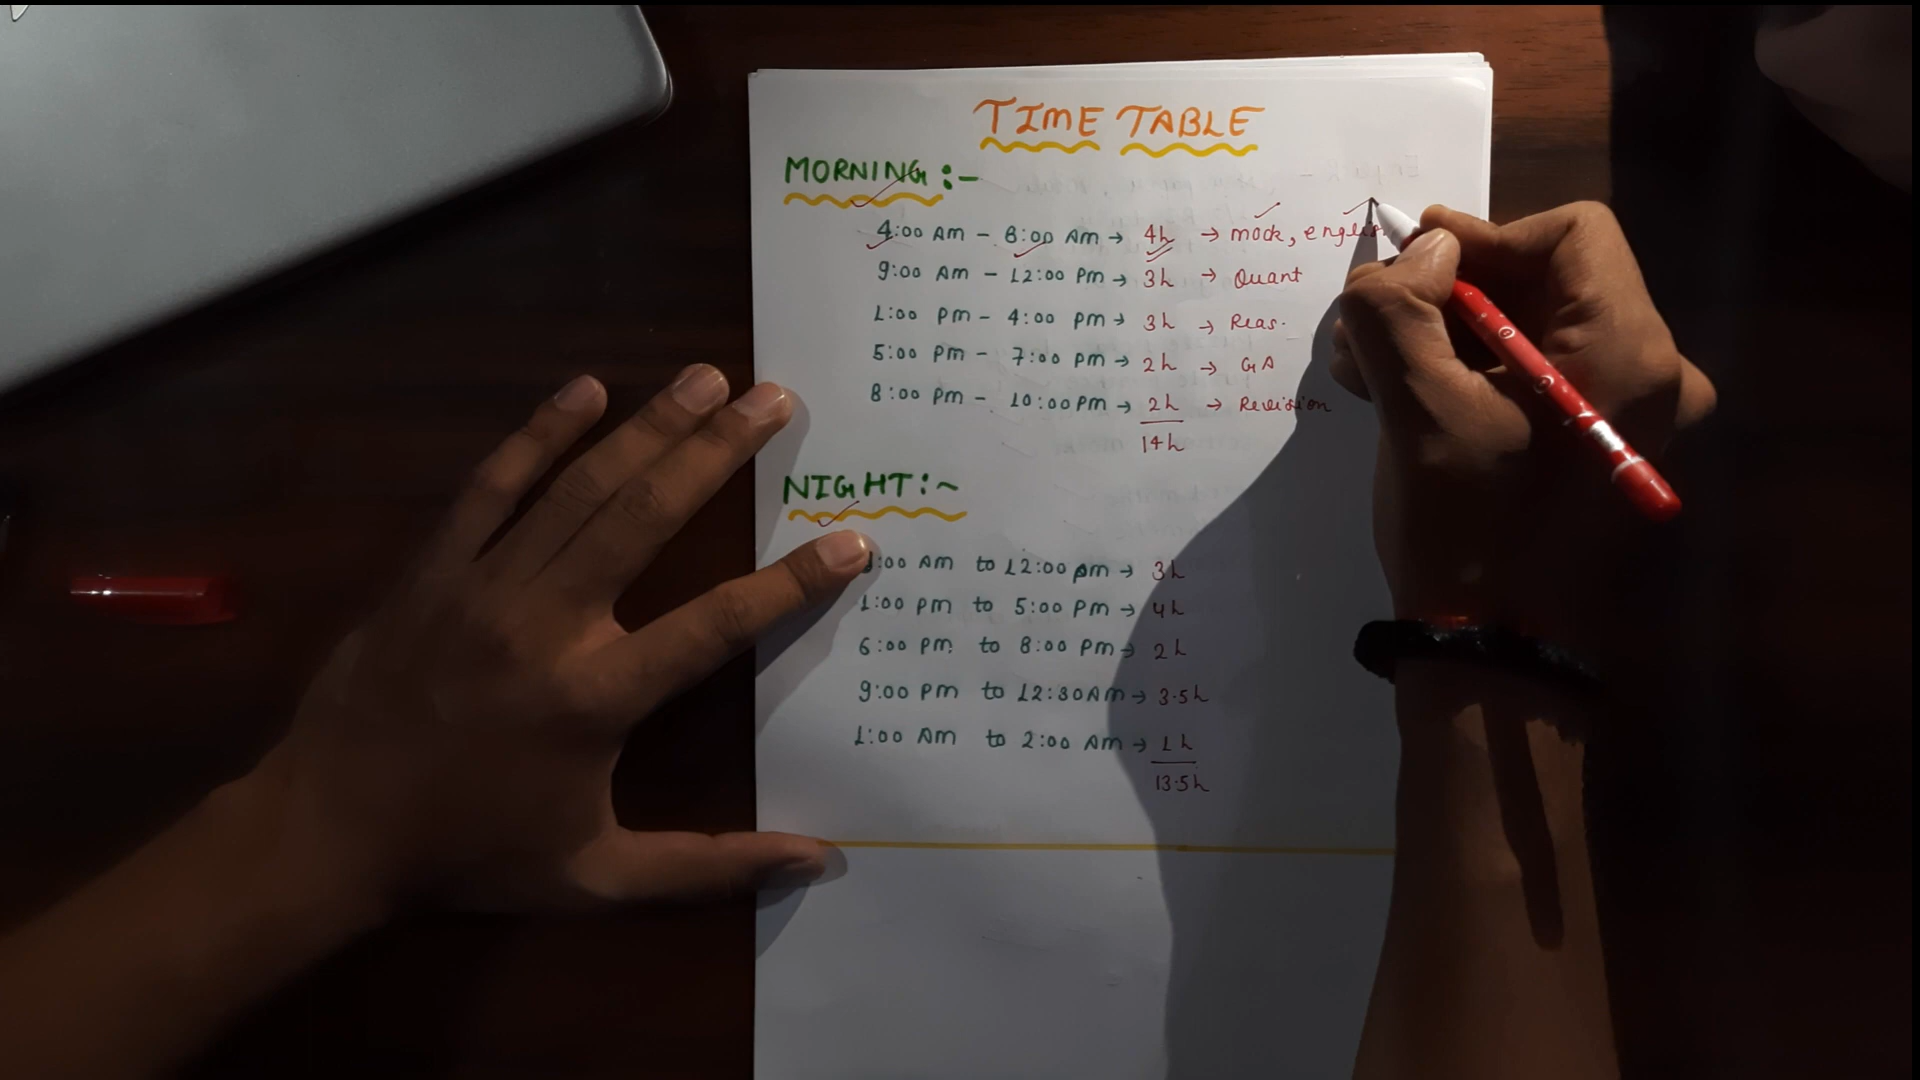 TIME TABLE
MORNING :-
4:00 AM - 8:00 AM → 4h → mock, english
9:00 AM - 12:00 PM → 3h → Quant
1:00 PM - 4:00 PM → 3h → Reas.
5:00 PM - 7:00 PM → 2h → GA
8:00 PM - 10:00 PM → 2h → Revision
14h
NIGHT :~
:00 AM to 12:00 PM → 3h
1:00 PM to 5:00 PM → 4h
6:00 PM to 8:00 PM → 2h
9:00 PM to 12:30 AM → 3.5h
1:00 AM to 2:00 AM → 1h
13.5h